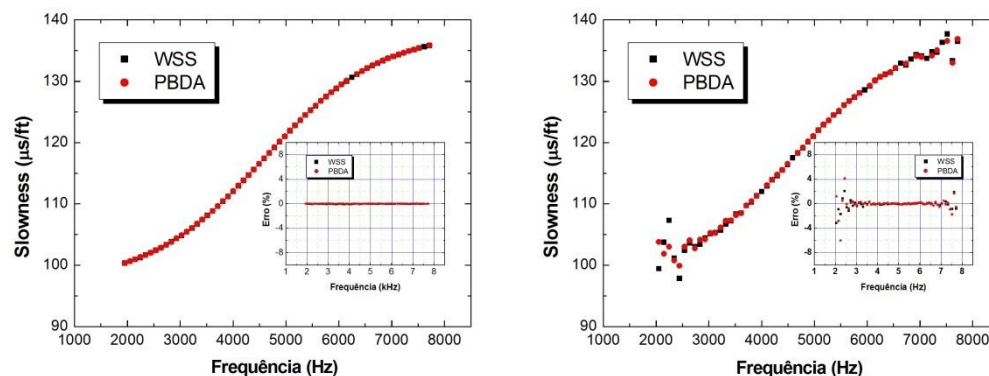 140
130
120
110
100
90
Slowness (μs/ft)
WSS
PBDA
8
4
0
-4
-8
Erro (%)
WSS
PBDA
1 2 3 4 5 6 7 8
Frequência (kHz)
1000 2000 3000 4000 5000 6000 7000 8000
Frequência (Hz)
140
130
120
110
100
90
Slowness (μs/ft)
WSS
PBDA
8
4
0
-4
-8
Erro (%)
WSS
PBDA
1 2 3 4 5 6 7 8
Frequência (Hz)
1000 2000 3000 4000 5000 6000 7000 8000
Frequência (Hz)